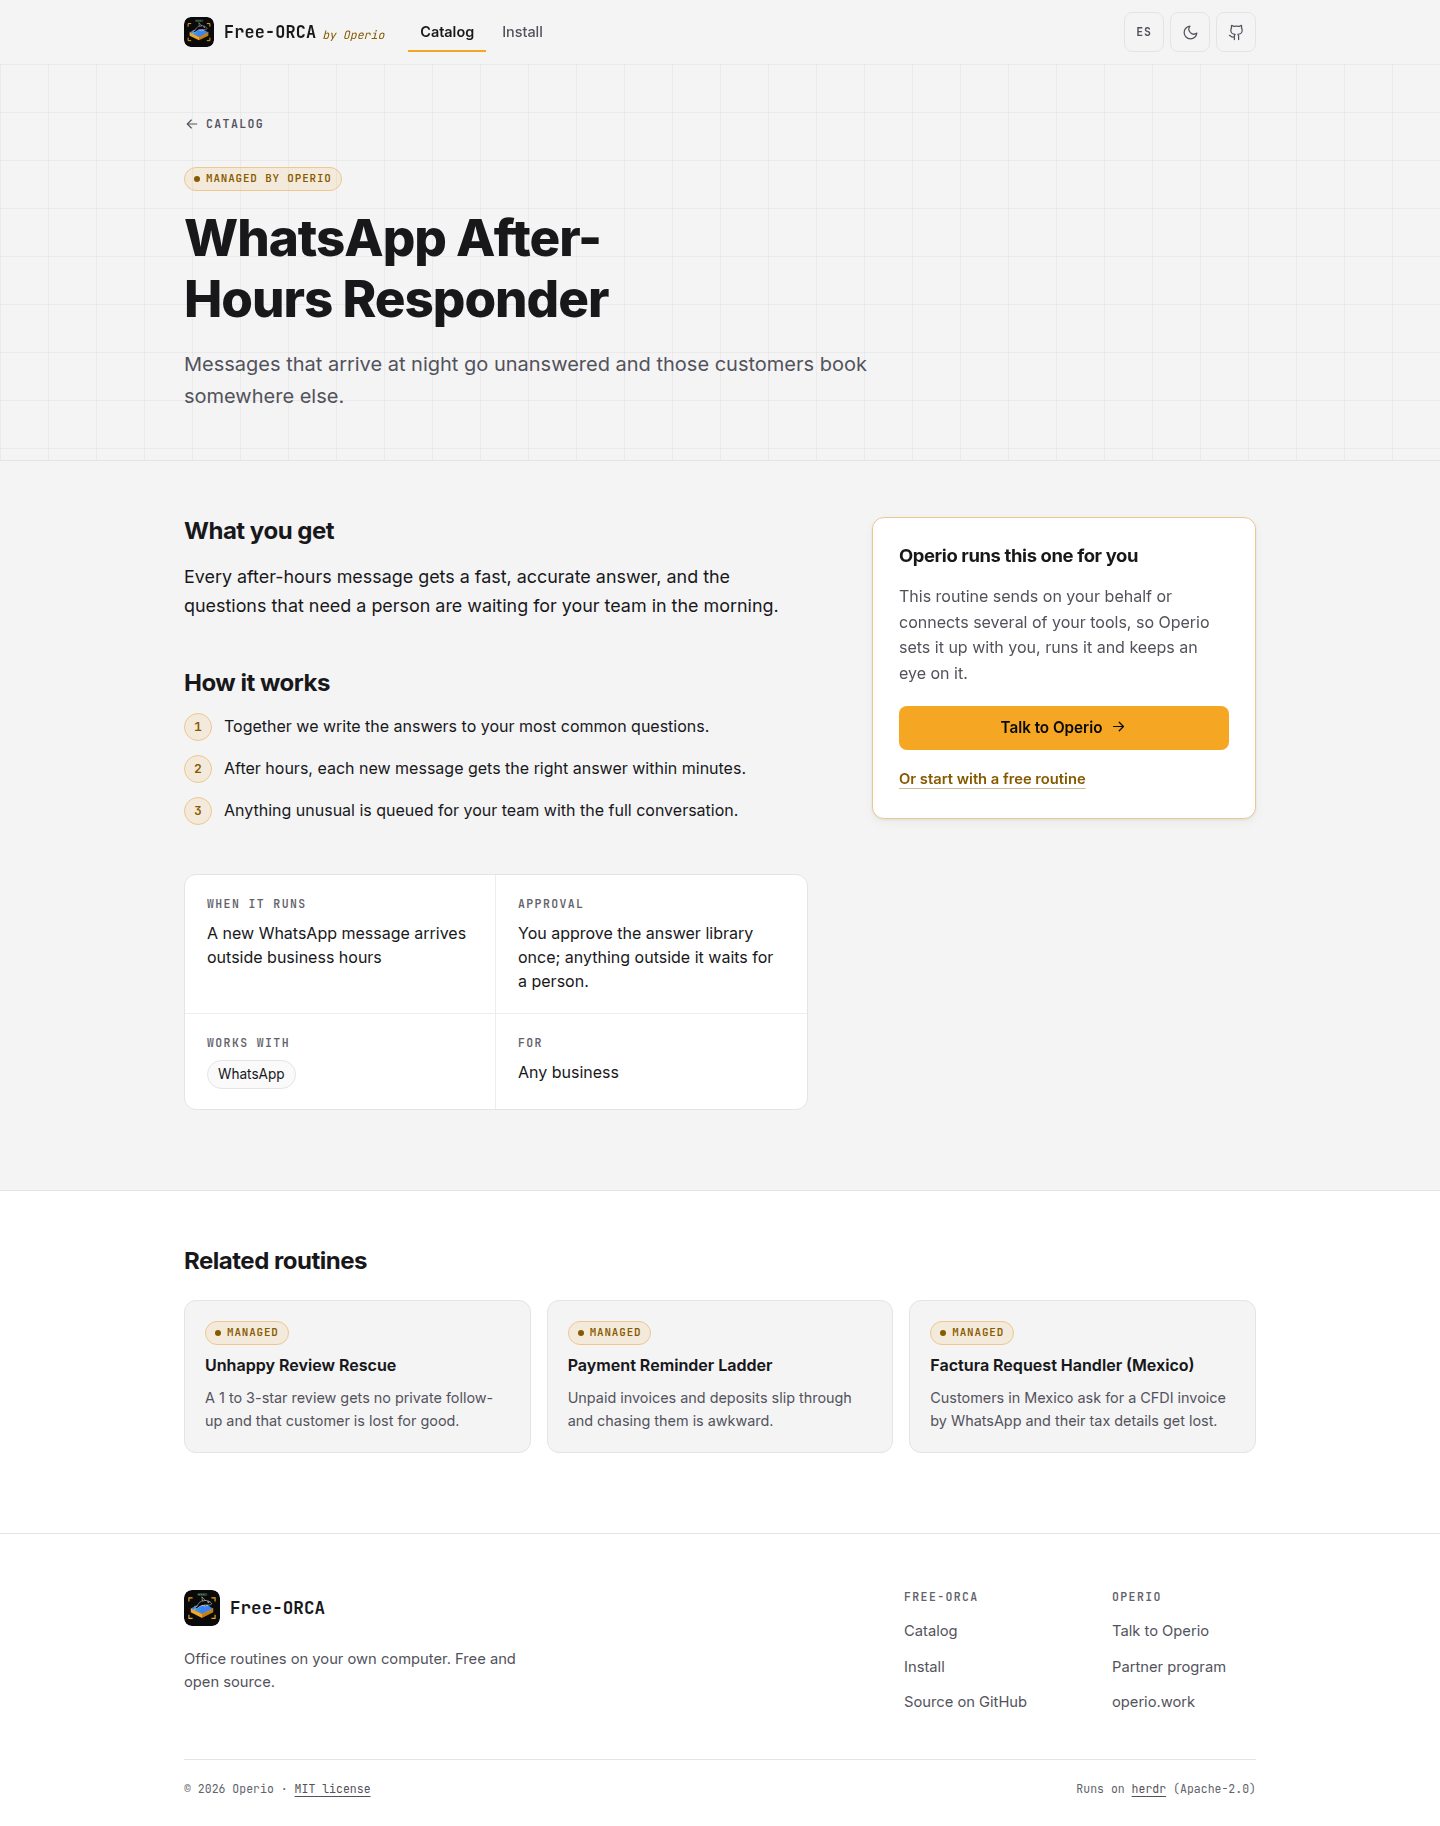 Free-ORCA by Operio
Catalog
Install
ES
← CATALOG
MANAGED BY OPERIO
WhatsApp After-
Hours Responder
Messages that arrive at night go unanswered and those customers book
somewhere else.
What you get
Every after-hours message gets a fast, accurate answer, and the
questions that need a person are waiting for your team in the morning.
How it works
1 Together we write the answers to your most common questions.
2 After hours, each new message gets the right answer within minutes.
3 Anything unusual is queued for your team with the full conversation.
WHEN IT RUNS
A new WhatsApp message arrives
outside business hours
APPROVAL
You approve the answer library
once; anything outside it waits for
a person.
WORKS WITH
WhatsApp
FOR
Any business
Operio runs this one for you
This routine sends on your behalf or
connects several of your tools, so Operio
sets it up with you, runs it and keeps an
eye on it.
Talk to Operio →
Or start with a free routine
Related routines
MANAGED
Unhappy Review Rescue
A 1 to 3-star review gets no private follow-
up and that customer is lost for good.
MANAGED
Payment Reminder Ladder
Unpaid invoices and deposits slip through
and chasing them is awkward.
MANAGED
Factura Request Handler (Mexico)
Customers in Mexico ask for a CFDI invoice
by WhatsApp and their tax details get lost.
Free-ORCA
Office routines on your own computer. Free and
open source.
FREE-ORCA
Catalog
Install
Source on GitHub
OPERIO
Talk to Operio
Partner program
operio.work
© 2026 Operio · MIT license
Runs on herdr (Apache-2.0)